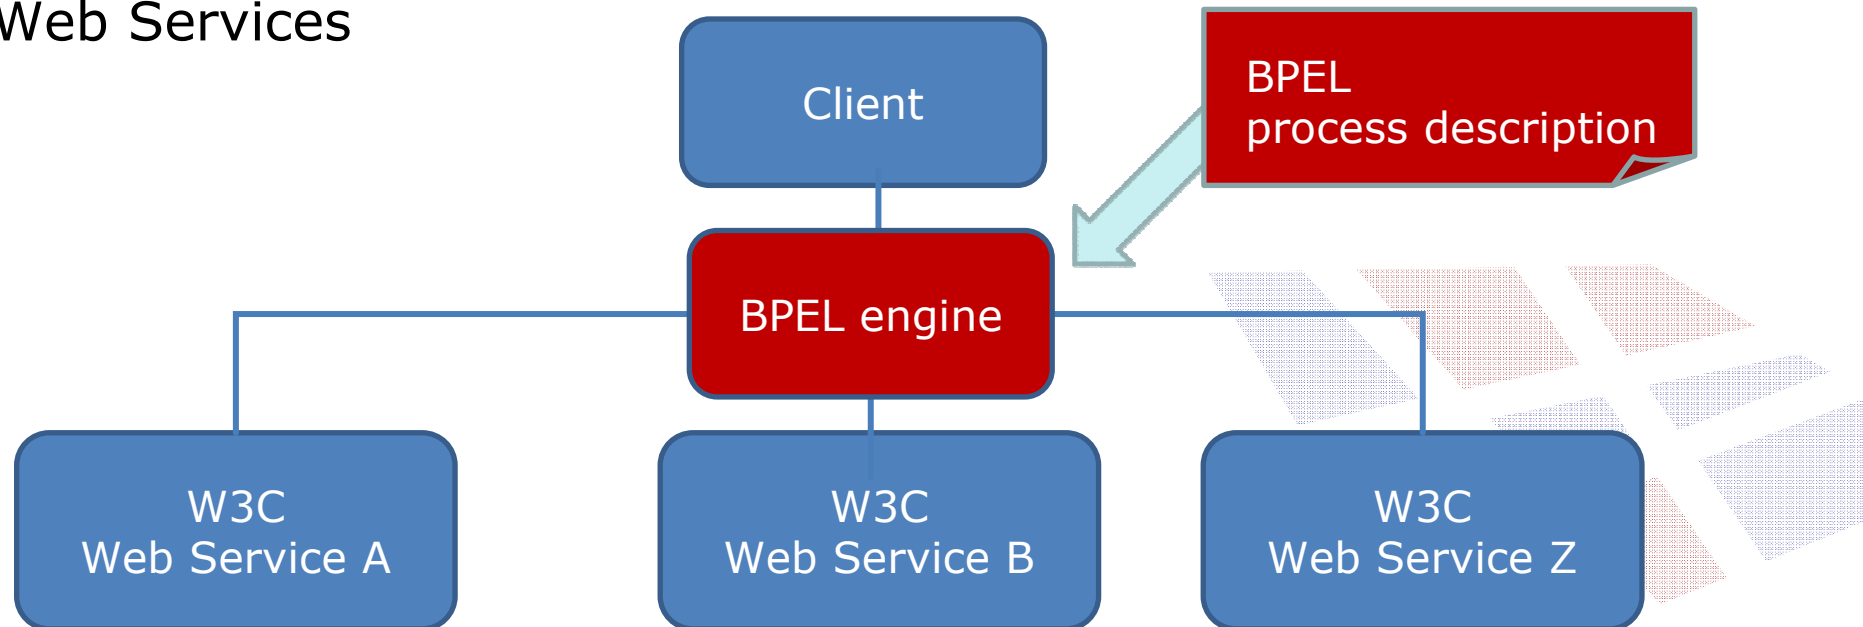 Web Services
Client
BPEL
process description
BPEL engine
W3C
Web Service A
W3C
Web Service B
W3C
Web Service Z